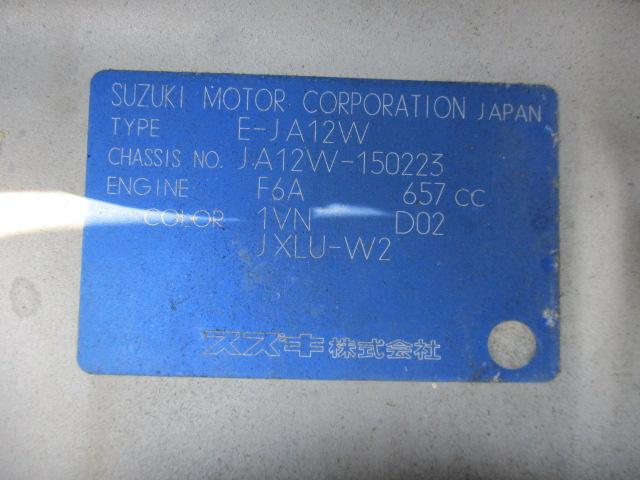 SUZUKI MOTOR CORPORATION JAPAN
TYPE E-JA12W
CHASSIS NO. JA12W-150223
ENGINE F6A 657 CC
COLOR 1VN D02
JXLU-W2
スズキ株式会社